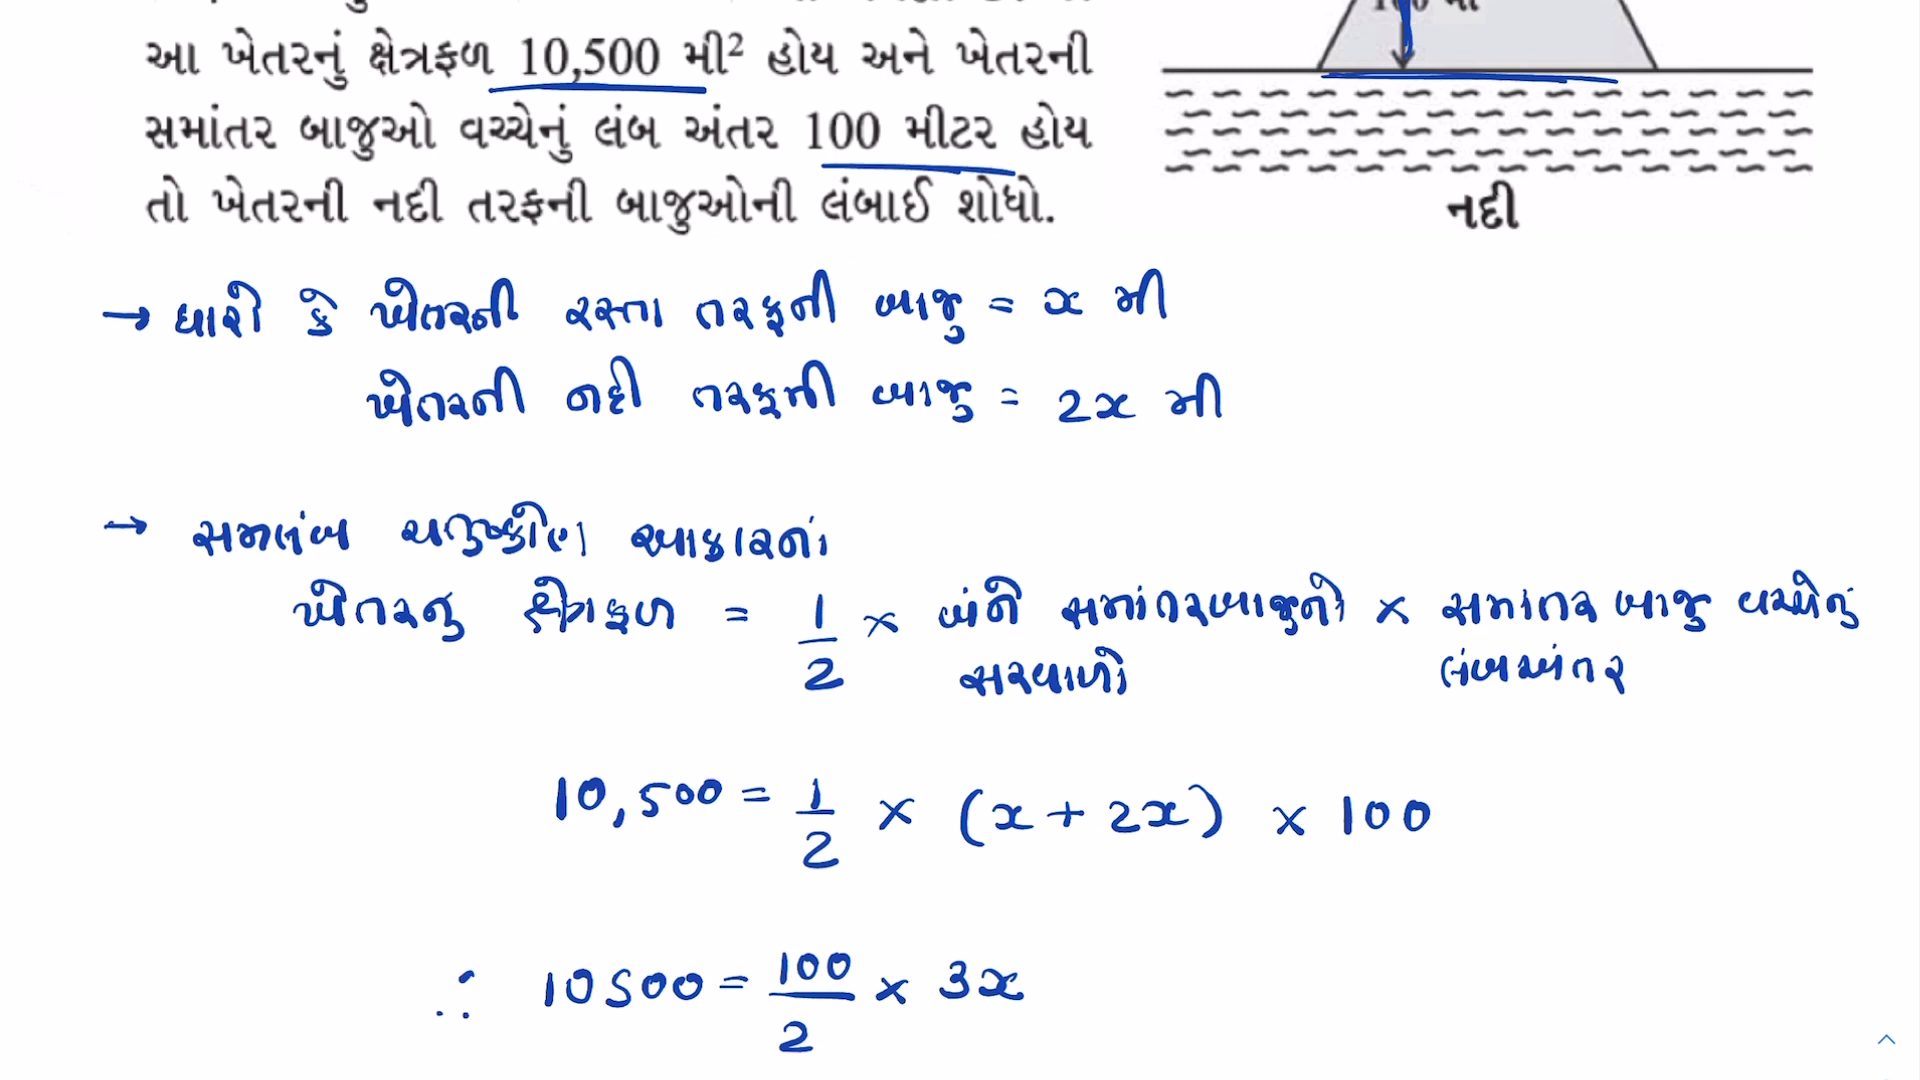 100 મી
આ ખેતરનું ક્ષેત્રફળ 10,500 મી² હોય અને ખેતરની
સમાંતર બાજુઓ વચ્ચેનું લંબ અંતર 100 મીટર હોય
તો ખેતરની નદી તરફની બાજુઓની લંબાઈ શોધો.
નદી
→ ધારો કે ખેતરની રસ્તા તરફની બાજુ = x મી
ખેતરની નદી તરફની બાજુ = 2x મી
→ સમલંબ ચતુષ્કોણ આકારનાં
ખેતરનુ ક્ષેત્રફળ = 1/2 × બંને સમાંતરબાજુનો સરવાળો × સમાંતર બાજુ વચ્ચેનું લંબઅંતર
10,500 = 1/2 × (x + 2x) × 100
∴ 10500 = 100/2 × 3x